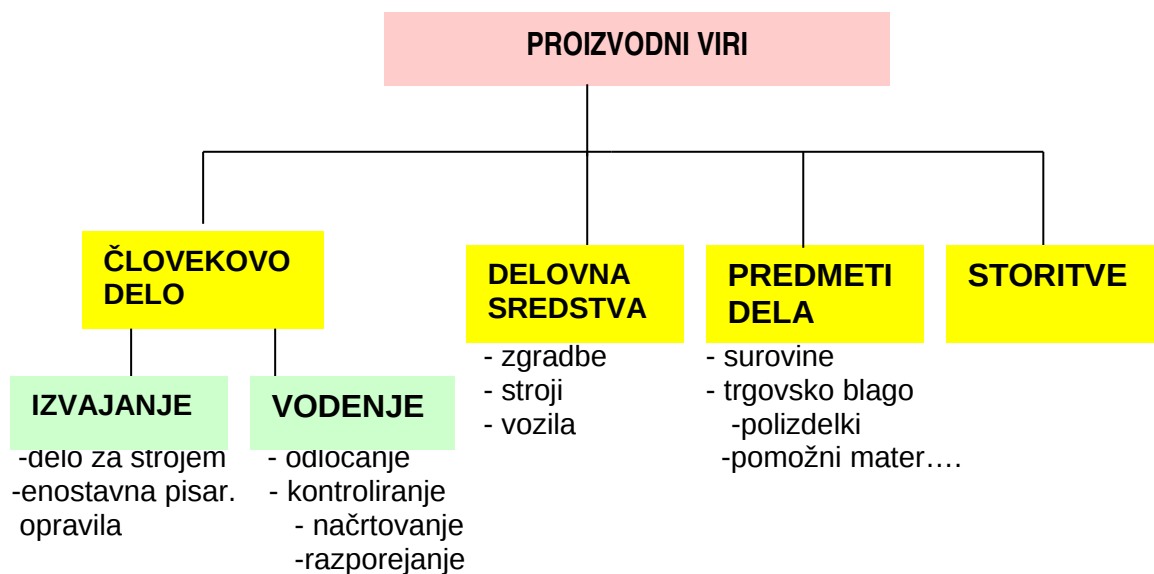 PROIZVODNI VIRI
ČLOVEKOVO
DELO
DELOVNA
SREDSTVA
PREDMETI
DELA
STORITVE
IZVAJANJE
-delo za strojem
-enostavna pisar.
opravila
VODENJE
- odločanje
- kontroliranje
- načrtovanje
-razporejanje
- zgradbe
- stroji
- vozila
- surovine
- trgovsko blago
-polizdelki
-pomožni mater….